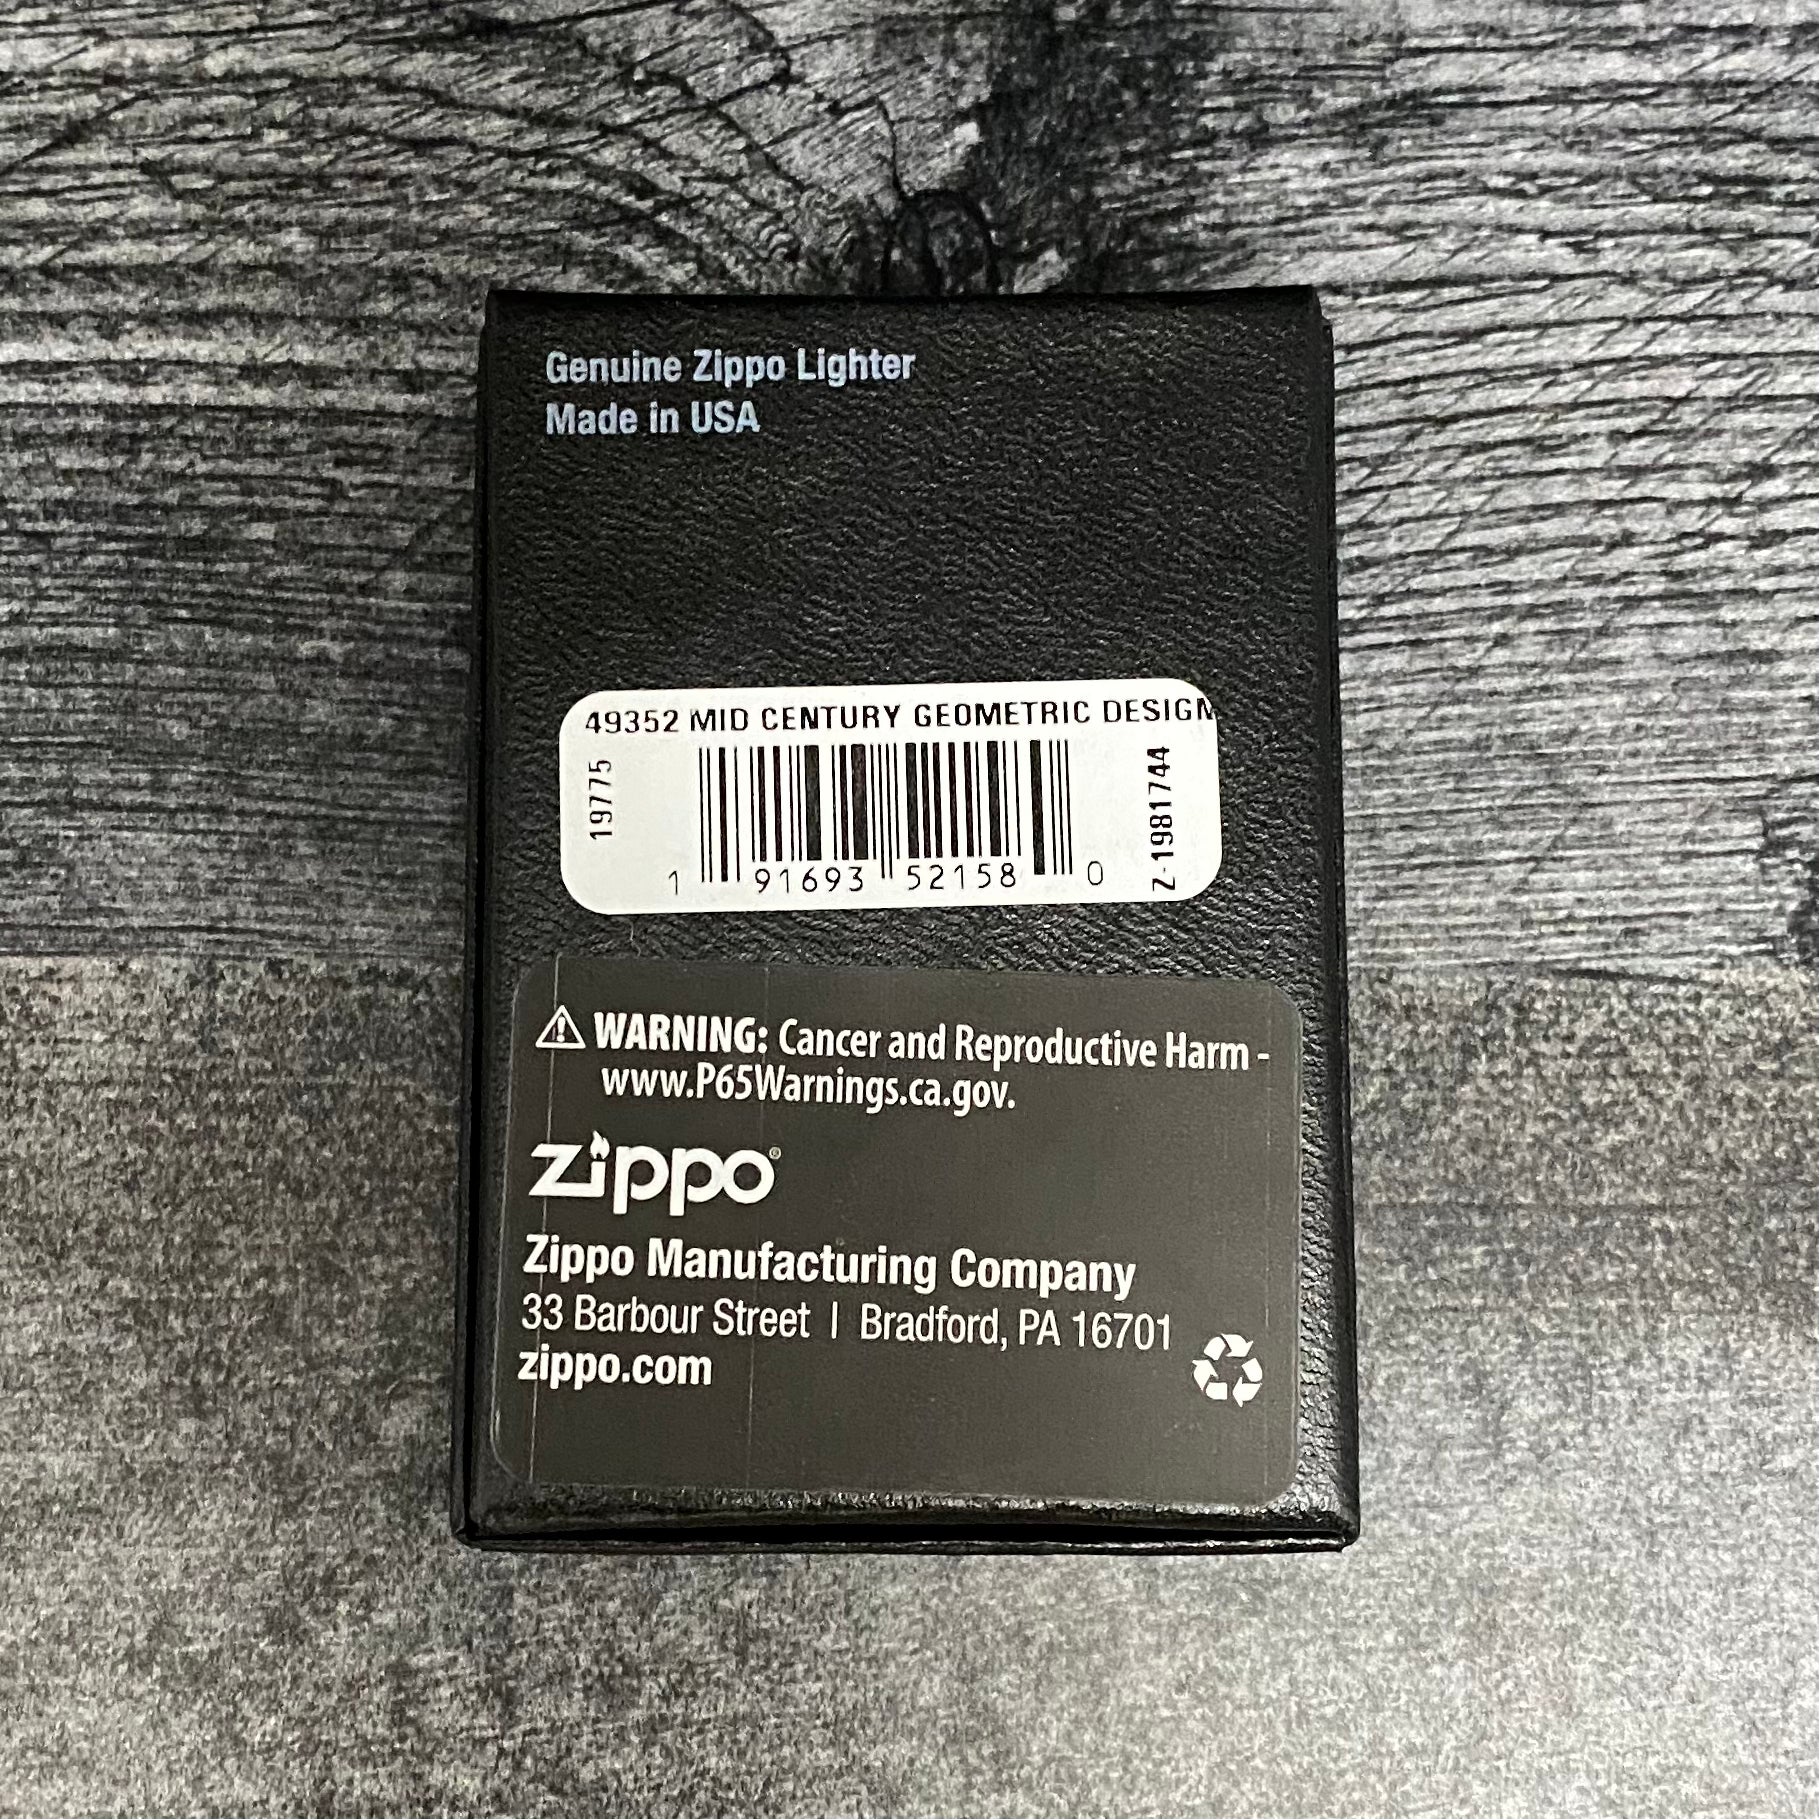 Genuine Zippo Lighter
Made in USA
49352 MID CENTURY GEOMETRIC DESIGN
19775
Z-1981744
1 91693 52158 0
WARNING: Cancer and Reproductive Harm -
www.P65Warnings.ca.gov.
zippo®
Zippo Manufacturing Company
33 Barbour Street | Bradford, PA 16701
zippo.com